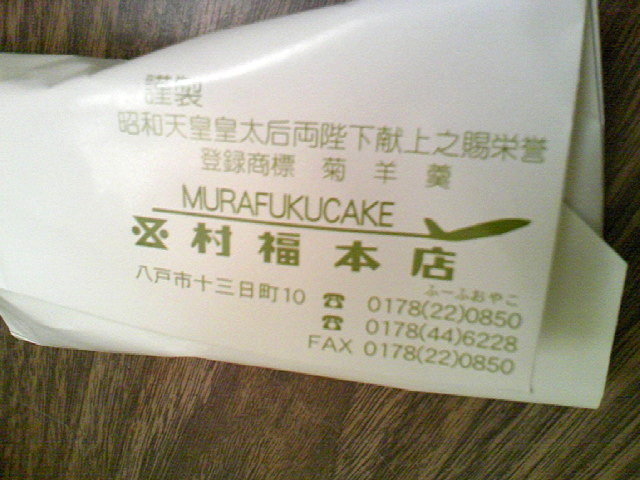 謹製
昭和天皇皇太后両陛下献上之賜栄誉
登録商標 菊羊羹
MURAFUKUCAKE
村福本店
ふーふおやこ
八戸市十三日町10 ☎ 0178(22)0850
☎ 0178(44)6228
FAX 0178(22)0850